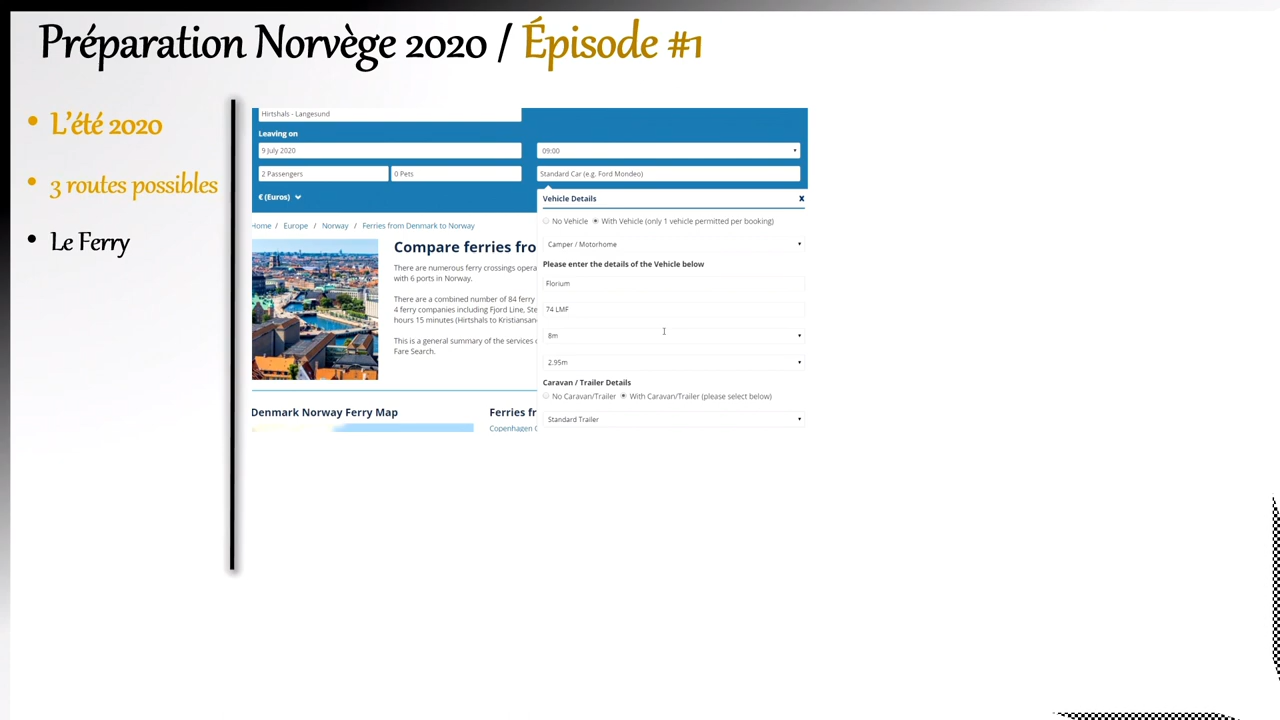 Préparation Norvège 2020 / Épisode #1
• L'été 2020
• 3 routes possibles
• Le Ferry
Hirtshals - Langesund
Leaving on
9 July 2020
09:00
2 Passengers
0 Pets
Standard Car (e.g. Ford Mondeo)
€ (Euros)
Vehicle Details
X
No Vehicle
With Vehicle (only 1 vehicle permitted per booking)
Camper / Motorhome
Please enter the details of the Vehicle below
Florium
74 LMF
8m
2.95m
Caravan / Trailer Details
No Caravan/Trailer
With Caravan/Trailer (please select below)
Standard Trailer
Home / Europe / Norway / Ferries from Denmark to Norway
Compare ferries fro
There are numerous ferry crossings opera
with 6 ports in Norway.
There are a combined number of 84 ferry
4 ferry companies including Fjord Line, Ste
hours 15 minutes (Hirtshals to Kristiansan
This is a general summary of the services
Fare Search.
Denmark Norway Ferry Map
Ferries fr
Copenhagen